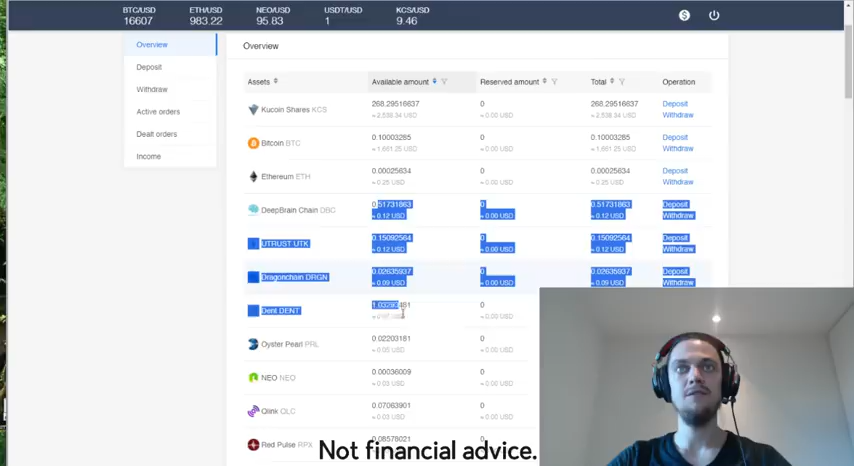 BTC/USD ETH/USD NEO/USD USDT/USD KCS/USD
16607 983.22 95.83 1 9.46
Overview
Deposit
Withdraw
Active orders
Dealt orders
Income
Overview
Assets Available amount Reserved amount Total Operation
Kucoin Shares KCS 268.29516637 0 268.29516637 Deposit
≈ 2,538.34 USD ≈ 0.00 USD ≈ 2,538.34 USD Withdraw
Bitcoin BTC 0.10003285 0 0.10003285 Deposit
≈ 1,661.25 USD ≈ 0.00 USD ≈ 1,661.25 USD Withdraw
Ethereum ETH 0.00025634 0 0.00025634 Deposit
≈ 0.25 USD ≈ 0.00 USD ≈ 0.25 USD Withdraw
DeepBrain Chain DBC 0.51731863 0 0.51731863 Deposit
≈ 0.12 USD ≈ 0.00 USD ≈ 0.12 USD Withdraw
UTRUST UTK 0.15092564 0 0.15092564 Deposit
≈ 0.12 USD ≈ 0.00 USD ≈ 0.12 USD Withdraw
Dragonchain DRGN 0.02635937 0 0.02635937 Deposit
≈ 0.09 USD ≈ 0.00 USD ≈ 0.09 USD Withdraw
Dent DENT 0
≈ 0.00 USD
Oyster Pearl PRL 0.02203181 0
≈ 0.05 USD ≈ 0.00 USD
NEO NEO 0.00036009 0
≈ 0.03 USD ≈ 0.00 USD
Qlink QLC 0.07063901 0
≈ 0.03 USD ≈ 0.00 USD
Red Pulse RPX 0.08578021 0
Not financial advice.